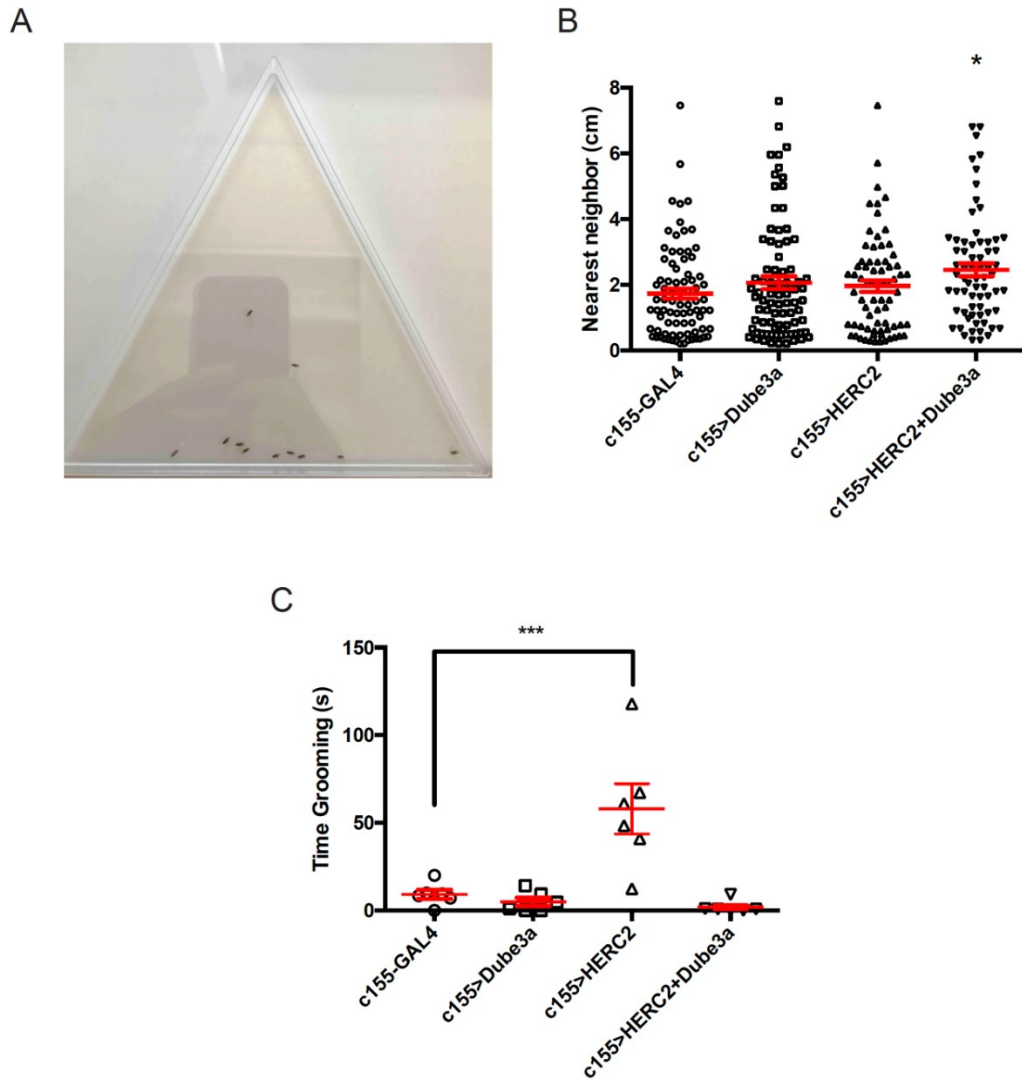 A
B
*
Nearest neighbor (cm)
8
6
4
2
0
c155-GAL4
c155>Dube3a
c155>HERC2
c155>HERC2+Dube3a
C
***
Time Grooming (s)
150
100
50
0
c155-GAL4
c155>Dube3a
c155>HERC2
c155>HERC2+Dube3a